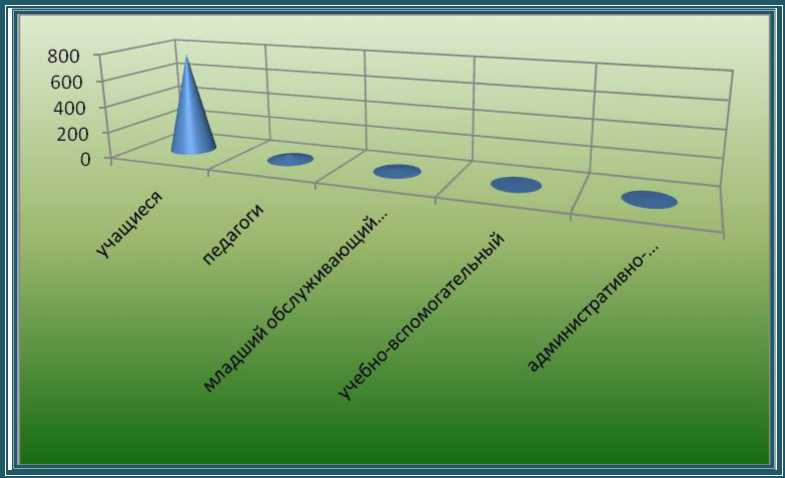 800
600
400
200
0
учащиеся
педагоги
младший обслуживающий...
учебно-вспомогательный
административно-...